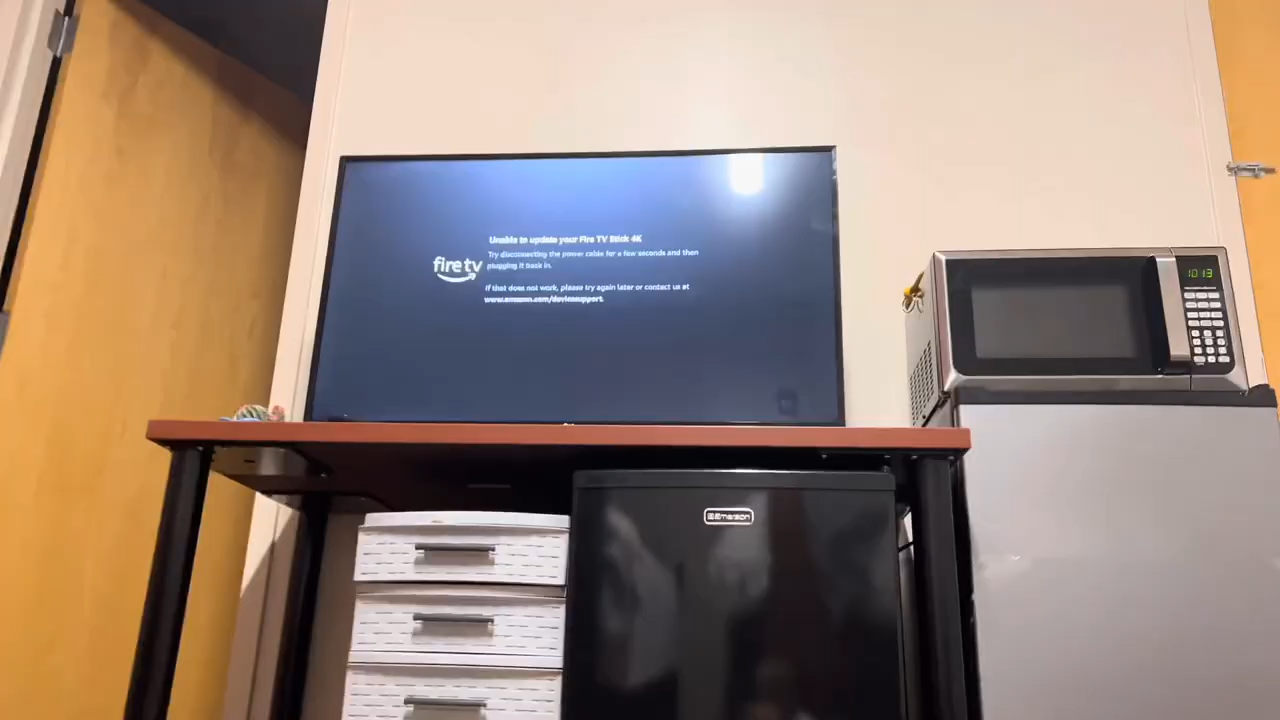 Unable to update your Fire TV Stick 4K
Try disconnecting the power cable for a few seconds and then
plugging it back in.
fire tv
If that does not work, please try again later or contact us at
www.amazon.com/devicesupport.
10:13
Emerson